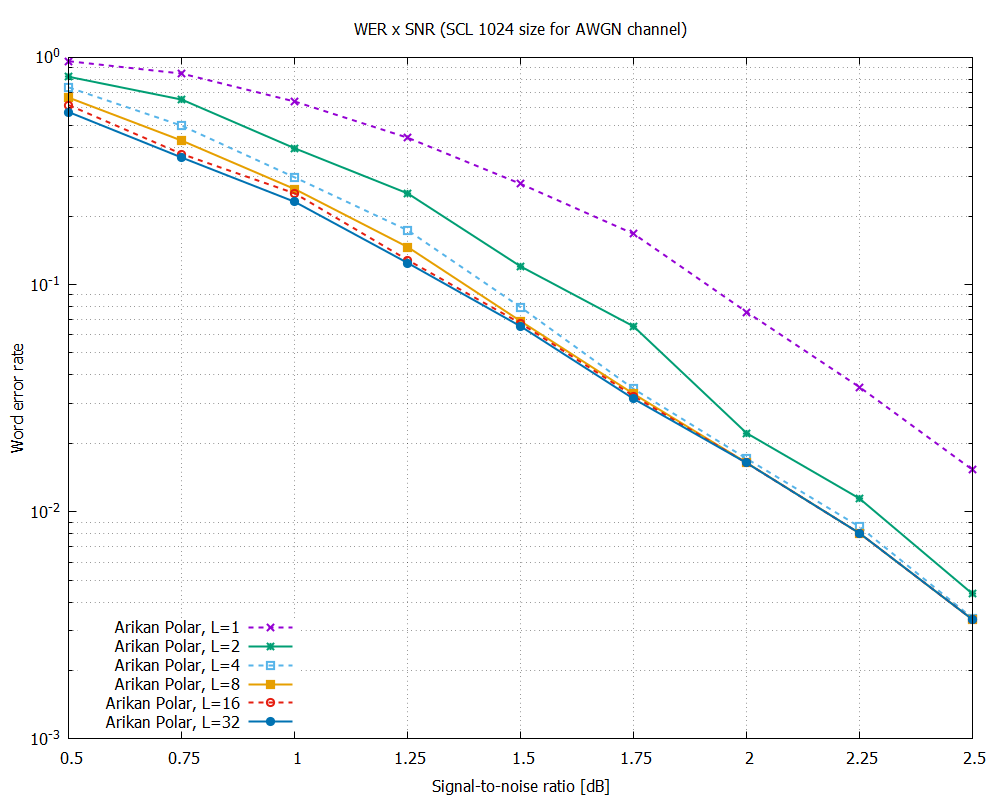 WER x SNR (SCL 1024 size for AWGN channel)
10^0
10^-1
10^-2
10^-3
Word error rate
Arikan Polar, L=1
Arikan Polar, L=2
Arikan Polar, L=4
Arikan Polar, L=8
Arikan Polar, L=16
Arikan Polar, L=32
0.5 0.75 1 1.25 1.5 1.75 2 2.25 2.5
Signal-to-noise ratio [dB]